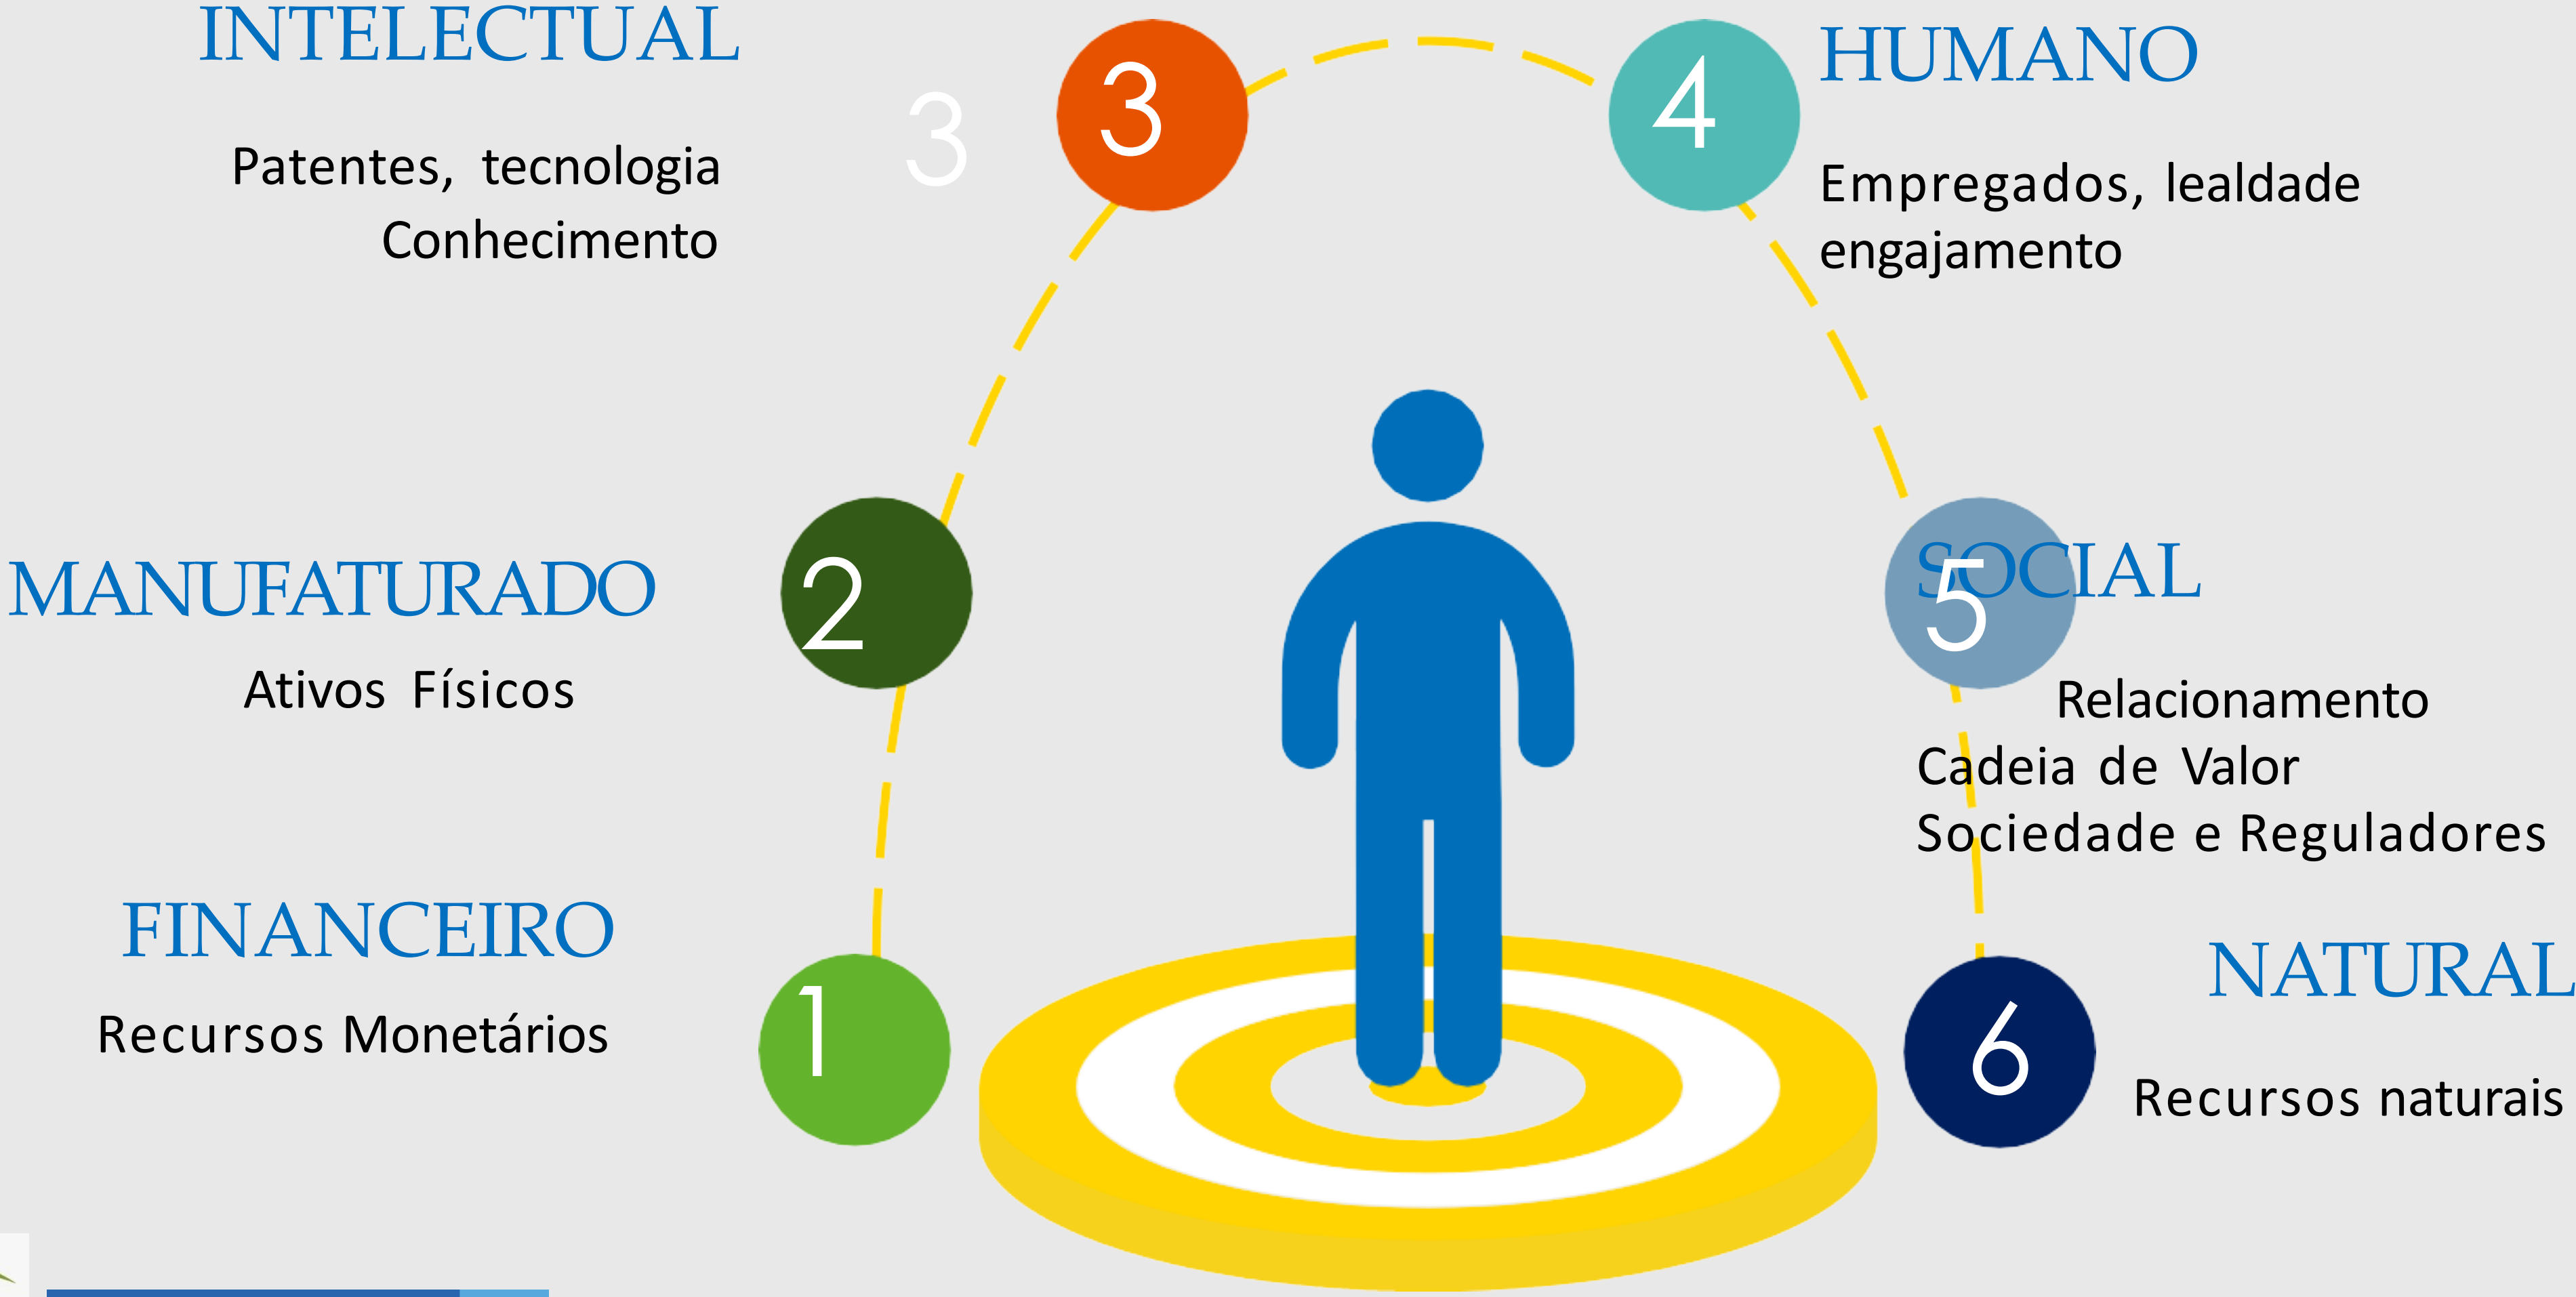 INTELECTUAL
Patentes, tecnologia
Conhecimento
3
3
4
HUMANO
Empregados, lealdade
engajamento
MANUFATURADO
Ativos Físicos
2
5
SOCIAL
Relacionamento
Cadeia de Valor
Sociedade e Reguladores
FINANCEIRO
Recursos Monetários
1
6
NATURAL
Recursos naturais